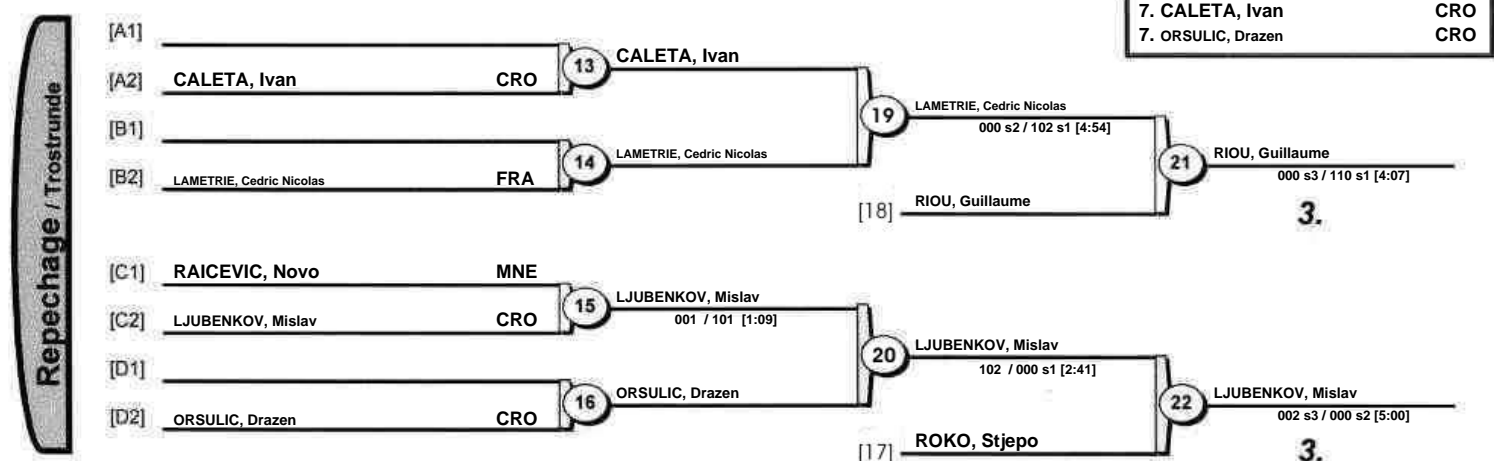 7. CALETA, Ivan CRO
7. ORSULIC, Drazen CRO
Repechage / Trostrunde
[A1]
[A2] CALETA, Ivan CRO
13
CALETA, Ivan
[B1]
[B2] LAMETRIE, Cedric Nicolas FRA
14
LAMETRIE, Cedric Nicolas
19
LAMETRIE, Cedric Nicolas
000 s2 / 102 s1 [4:54]
[18] RIOU, Guillaume
21
RIOU, Guillaume
000 s3 / 110 s1 [4:07]
3.
[C1] RAICEVIC, Novo MNE
[C2] LJUBENKOV, Mislav CRO
15
LJUBENKOV, Mislav
001 / 101 [1:09]
[D1]
[D2] ORSULIC, Drazen CRO
16
ORSULIC, Drazen
20
LJUBENKOV, Mislav
102 / 000 s1 [2:41]
[17] ROKO, Stjepo
22
LJUBENKOV, Mislav
002 s3 / 000 s2 [5:00]
3.